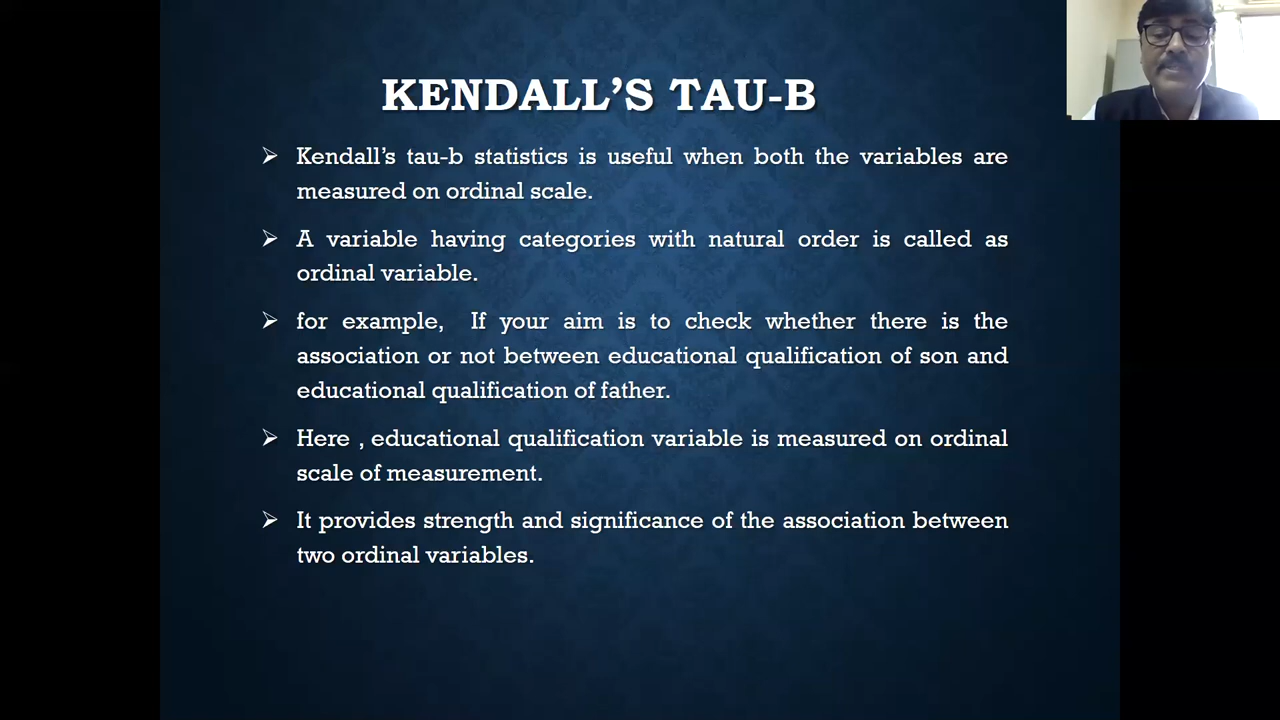 KENDALL'S TAU-B
➢ Kendall's tau-b statistics is useful when both the variables are
measured on ordinal scale.
➢ A variable having categories with natural order is called as
ordinal variable.
➢ for example, If your aim is to check whether there is the
association or not between educational qualification of son and
educational qualification of father.
➢ Here , educational qualification variable is measured on ordinal
scale of measurement.
➢ It provides strength and significance of the association between
two ordinal variables.